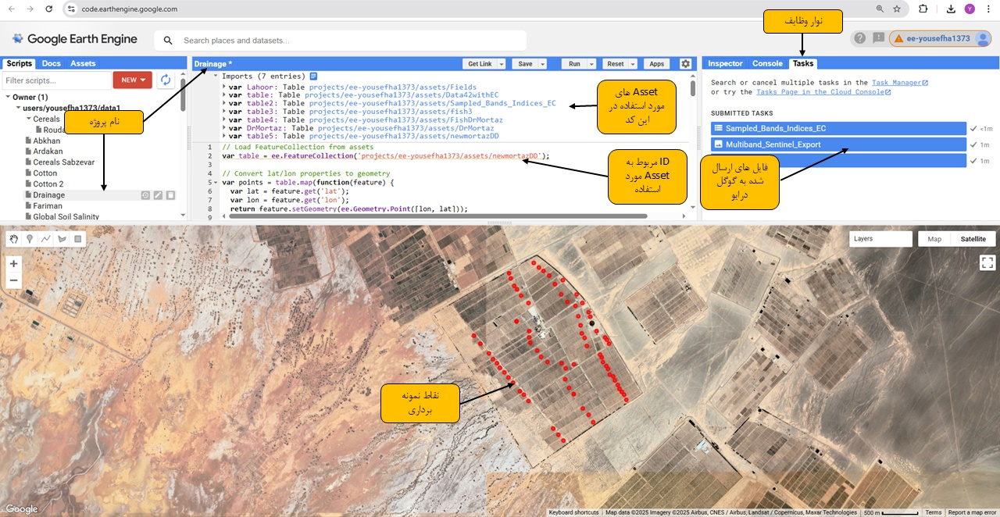 code.earthengine.google.com
Y
نوار وظایف
Google Earth Engine
Search places and datasets...
ee-yousefha1373
Scripts
Docs
Assets
Filter scripts...
NEW
Owner (1)
users/yousefha1373/data1
Cereals
Rouda
Abkhan
Ardakan
Cereals Sabzevar
Cotton
Cotton 2
Drainage
Fariman
Global Soil Salinity
نام پروژه
Drainage *
Get Link
Save
Run
Reset
Apps
Imports (7 entries)
var Lahoor: Table projects/ee-yousefha1373/assets/Fields
var table: Table projects/ee-yousefha1373/assets/Data42withEC
var table2: Table projects/ee-yousefha1373/assets/Sampled_Bands_Indices_EC
var table3: Table projects/ee-yousefha1373/assets/fish3
var table4: Table projects/ee-yousefha1373/assets/FishDrMortaz
var DrMortaz: Table projects/ee-yousefha1373/assets/DrMortaz
var table5: Table projects/ee-yousefha1373/assets/newmortazDD
1 // Load FeatureCollection from assets
2 var table = ee.FeatureCollection('projects/ee-yousefha1373/assets/newmortazDD');
3
4 // Convert lat/lon properties to geometry
5 var points = table.map(function(feature) {
6 var lat = feature.get('lat');
7 var lon = feature.get('lon');
8 return feature.setGeometry(ee.Geometry.Point([lon, lat]));
9
Asset های
مورد استفاده در
این کد
ID مربوط به
Asset مورد
استفاده
Inspector
Console
Tasks
Search or cancel multiple tasks in the Task Manager
or try the Tasks Page in the Cloud Console
SUBMITTED TASKS
Sampled_Bands_Indices_EC
<1m
Multiband_Sentinel_Export
1m
1m
فایل های ارسال
شده به گوگل
درایو
Layers
Map
Satellite
نقاط نمونه
برداری
Google
Keyboard shortcuts
Map data ©2025 Imagery ©2025 Airbus, CNES / Airbus, Landsat / Copernicus, Maxar Technologies
500 m
Terms
Report a map error